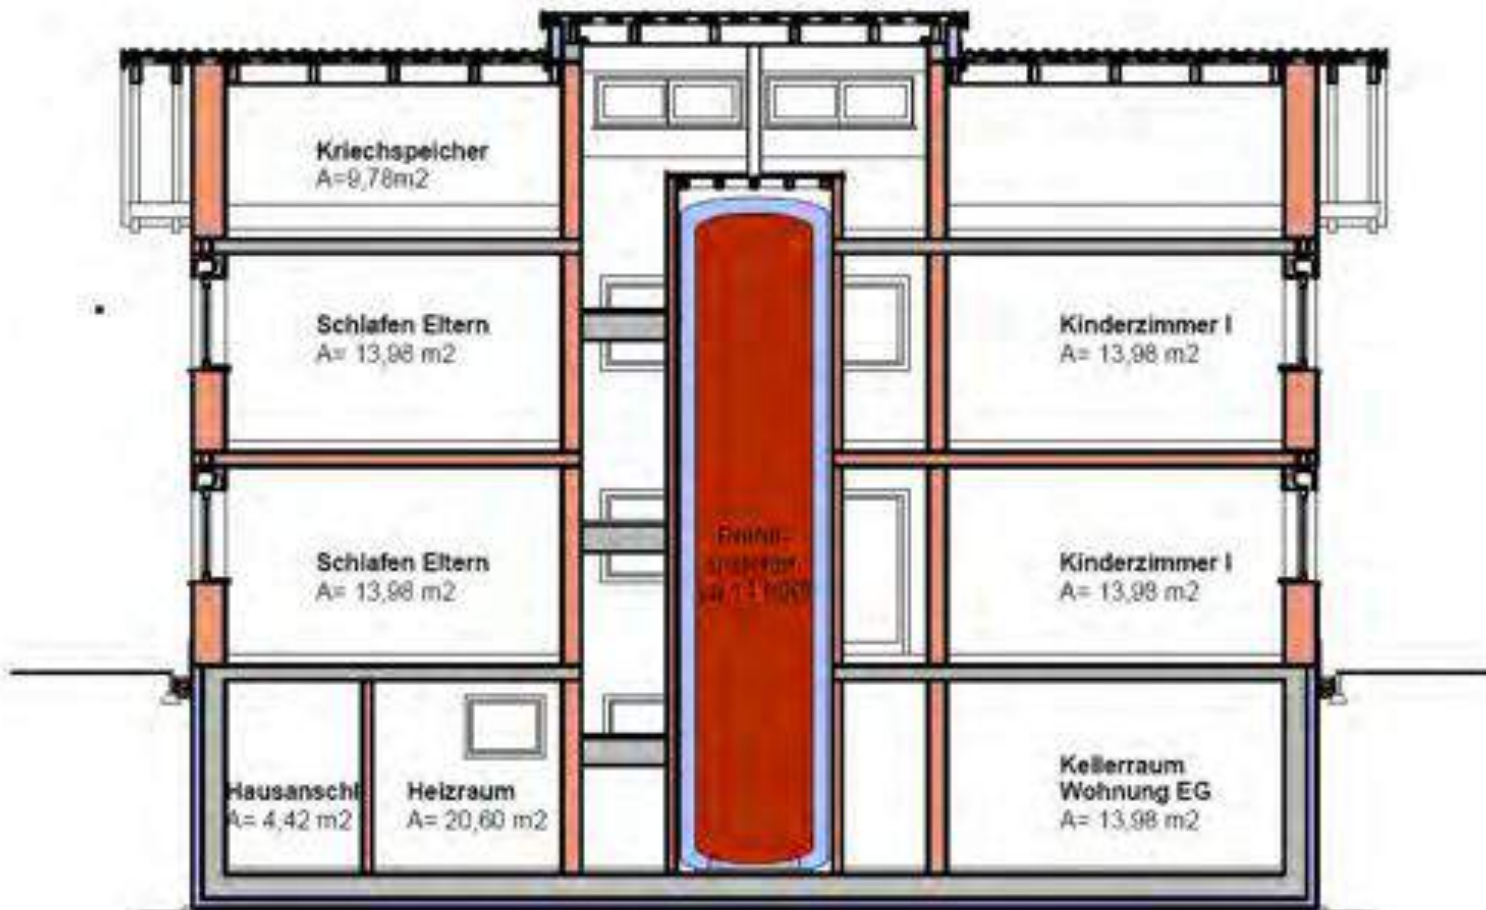 Kriechspeicher
A=9,78m2
Schlafen Eltern
A= 13,98 m2
Kinderzimmer I
A= 13,98 m2
Schlafen Eltern
A= 13,98 m2
Kinderzimmer I
A= 13,98 m2
Hausanschl
A= 4,42 m2
Heizraum
A= 20,60 m2
Kellerraum
Wohnung EG
A= 13,98 m2